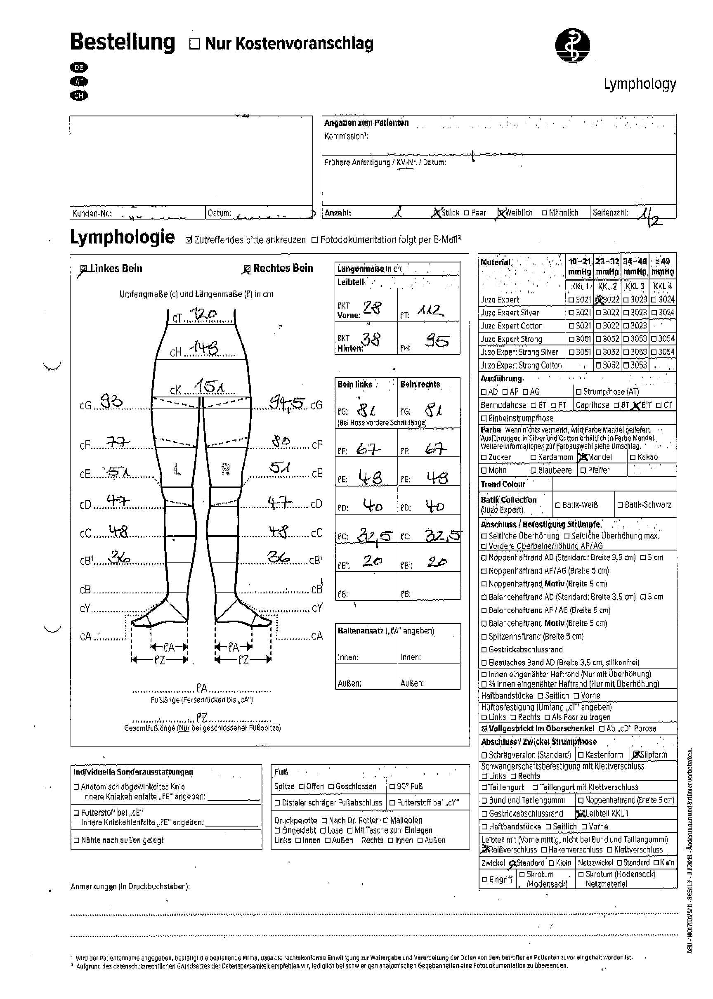 Bestellung ☐ Nur Kostenvoranschlag
DE
AT
CH
Lymphology
Angaben zum Patienten
Kommission¹:
Frühere Anfertigung / KV-Nr. / Datum:
Kunden-Nr.: Datum:
Anzahl: 1 ☒ Stück ☐ Paar ☒ Weiblich ☐ Männlich Seitenzahl: 1/2
Lymphologie ☑ Zutreffendes bitte ankreuzen ☐ Fotodokumentation folgt per E-Mail²
☑ Linkes Bein ☑ Rechtes Bein
Umfangmaße (c) und Längenmaße (ℓ) in cm
cT 120
cH 149
cK 151
cG 93 94,5 cG
cF 77 80 cF
L R
cE 51 51 cE
cD 47 47 cD
cC 48 48 cC
cB¹ 36 36 cB¹
cB cB
cY cY
cA cA
ℓA ℓA
ℓZ ℓZ
ℓA
Fußlänge (Fersenrücken bis „cA“)
ℓZ
Gesamtfußlänge (Nur bei geschlossener Fußspitze)
Längenmaße in cm
Leibteil
ℓKT Vorne: 28 ℓT: 112
ℓKT Hinten: 38 ℓH: 95
Bein links Bein rechts
ℓG: 81 ℓG: 81
(Bei Hose vordere Schrittlänge)
ℓF: 67 ℓF: 67
ℓE: 49 ℓE: 49
ℓD: 40 ℓD: 40
ℓC: 32,5 ℓC: 32,5
ℓB¹: 20 ℓB¹: 20
ℓB: ℓB:
Ballenansatz („ℓA“ angeben)
Innen: Innen:
Außen: Außen:
Material 18–21 mmHg 23–32 mmHg 34–46 mmHg ≥49 mmHg
KKL 1 KKL 2 KKL 3 KKL 4
Juzo Expert ☐ 3021 ☒ 3022 ☐ 3023 ☐ 3024
Juzo Expert Silver ☐ 3021 ☐ 3022 ☐ 3023 ☐ 3024
Juzo Expert Cotton ☐ 3021 ☐ 3022 ☐ 3023
Juzo Expert Strong ☐ 3051 ☐ 3052 ☐ 3053 ☐ 3054
Juzo Expert Strong Silver ☐ 3051 ☐ 3052 ☐ 3053 ☐ 3054
Juzo Expert Strong Cotton ☐ 3052 ☐ 3053
Ausführung
☐ AD ☐ AF ☐ AG ☐ Strumpfhose (AT)
Bermudahose ☐ ET ☐ FT Caprihose ☐ BT ☒ B¹T ☐ CT
☐ Einbeinstrumpfhose
Farbe Wenn nichts vermerkt, wird Farbe Mandel geliefert.
Ausführungen in Silver und Cotton erhältlich in Farbe Mandel.
Weitere Informationen zur Farbauswahl siehe Umschlag.
☐ Zucker ☐ Kardamom ☒ Mandel ☐ Kakao
☐ Mohn ☐ Blaubeere ☐ Pfeffer
Trend Colour
Batik Collection (Juzo Expert) ☐ Batik-Weiß ☐ Batik-Schwarz
Abschluss / Befestigung Strümpfe
☐ Seitliche Überhöhung ☐ Seitliche Überhöhung max.
☐ Vordere Oberbeinerhöhung AF/AG
☐ Noppenhaftrand AD (Standard: Breite 3,5 cm) ☐ 5 cm
☐ Noppenhaftrand AF/AG (Breite 5 cm)
☐ Noppenhaftrand Motiv (Breite 5 cm)
☐ Balancehaftrand AD (Standard: Breite 3,5 cm) ☐ 5 cm
☐ Balancehaftrand AF / AG (Breite 5 cm)
☐ Balancehaftrand Motiv (Breite 5 cm)
☐ Spitzenhaftrand (Breite 5 cm)
☐ Gestrickabschlussrand
☐ Elastisches Band AD (Breite 3,5 cm, silikonfrei)
☐ Innen eingenähter Haftrand (Nur mit Überhöhung)
☐ ¾ innen eingenähter Haftrand (Nur mit Überhöhung)
Haftbandstücke ☐ Seitlich ☐ Vorne
Hüftbefestigung (Umfang „cT“ angeben)
☐ Links ☐ Rechts ☐ Als Paar zu tragen
☑ Vollgestrickt im Oberschenkel ☐ Ab „cD“ Porosa
Abschluss / Zwickel Strumpfhose
☐ Schrägversion (Standard) ☐ Kastenform ☒ Slipform
Schwangerschaftsbefestigung mit Klettverschluss
☐ Links ☐ Rechts
☐ Taillengurt ☐ Taillengurt mit Klettverschluss
☐ Bund und Taillengummi ☐ Noppenhaftrand (Breite 5 cm)
☐ Gestrickabschlussrand ☒ Leibteil KKL 1
☐ Haftbandstücke ☐ Seitlich ☐ Vorne
Leibteil mit (Vorne mittig, nicht bei Bund und Taillengummi)
☒ Reißverschluss ☐ Hakenverschluss ☐ Klettverschluss
Zwickel ☒ Standard ☐ Klein Netzzwickel ☐ Standard ☐ Klein
☐ Eingriff ☐ Skrotum (Hodensack) ☐ Skrotum (Hodensack) Netzmaterial
Individuelle Sonderausstattungen
☐ Anatomisch abgewinkeltes Knie
Innere Kniekehlenfalte „ℓE“ angeben:
☐ Futterstoff bei „cE“
Innere Kniekehlenfalte „ℓE“ angeben:
☐ Nähte nach außen gelegt
Fuß
Spitze ☐ Offen ☐ Geschlossen ☐ 90° Fuß
☐ Distaler schräger Fußabschluss ☐ Futterstoff bei „cY“
Druckpelotte ☐ Nach Dr. Rotter ☐ Malleolen
☐ Eingeklebt ☐ Lose ☐ Mit Tasche zum Einlegen
Links ☐ Innen ☐ Außen Rechts ☐ Innen ☐ Außen
Anmerkungen (in Druckbuchstaben):
¹ Wird der Patientenname angegeben, bestätigt die bestellende Firma, dass die rechtskonforme Einwilligung zur Weitergabe und Verarbeitung der Daten von dem betroffenen Patienten zuvor eingeholt worden ist.
² Aufgrund des datenschutzrechtlichen Grundsatzes der Datensparsamkeit empfehlen wir, lediglich bei schwierigen anatomischen Gegebenheiten eine Fotodokumentation zu übersenden.
01/2019 - Änderungen und Irrtümer vorbehalten.